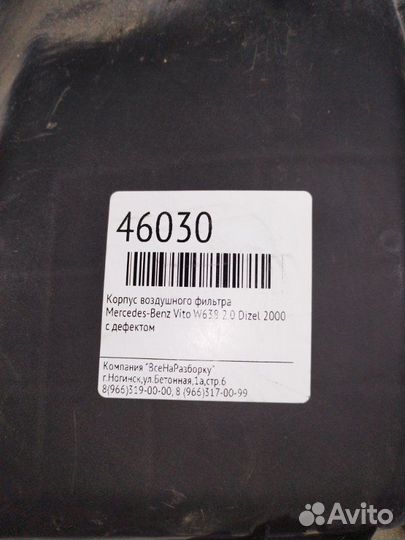 46030
Корпус воздушного фильтра
Mercedes-Benz Vito W638 2.0 Dizel 2000
с дефектом
Компания "ВсеНаРазборку"
г.Ногинск,ул.Бетонная,1а,стр.6
8(966)319-00-00, 8 (966)317-00-99
Avito